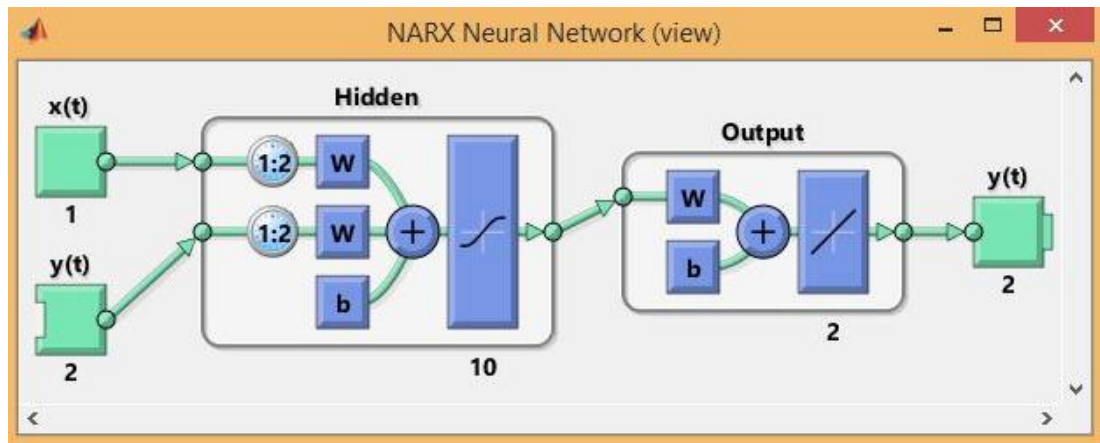 NARX Neural Network (view)
Hidden
x(t)
1:2
W
1
y(t)
1:2
W
b
2
10
Output
W
b
2
y(t)
2